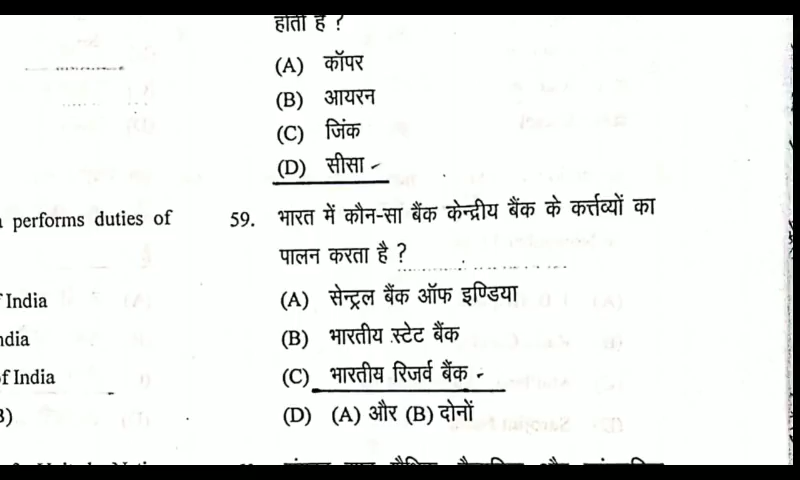 होती है ?
(A) कॉपर
(B) आयरन
(C) जिंक
(D) सीसा
performs duties of
59. भारत में कौन-सा बैंक केन्द्रीय बैंक के कर्त्तव्यों का
पालन करता है ?
India
(A) सेन्ट्रल बैंक ऑफ इण्डिया
ndia
(B) भारतीय स्टेट बैंक
f India
(C) भारतीय रिजर्व बैंक
B)
(D) (A) और (B) दोनों